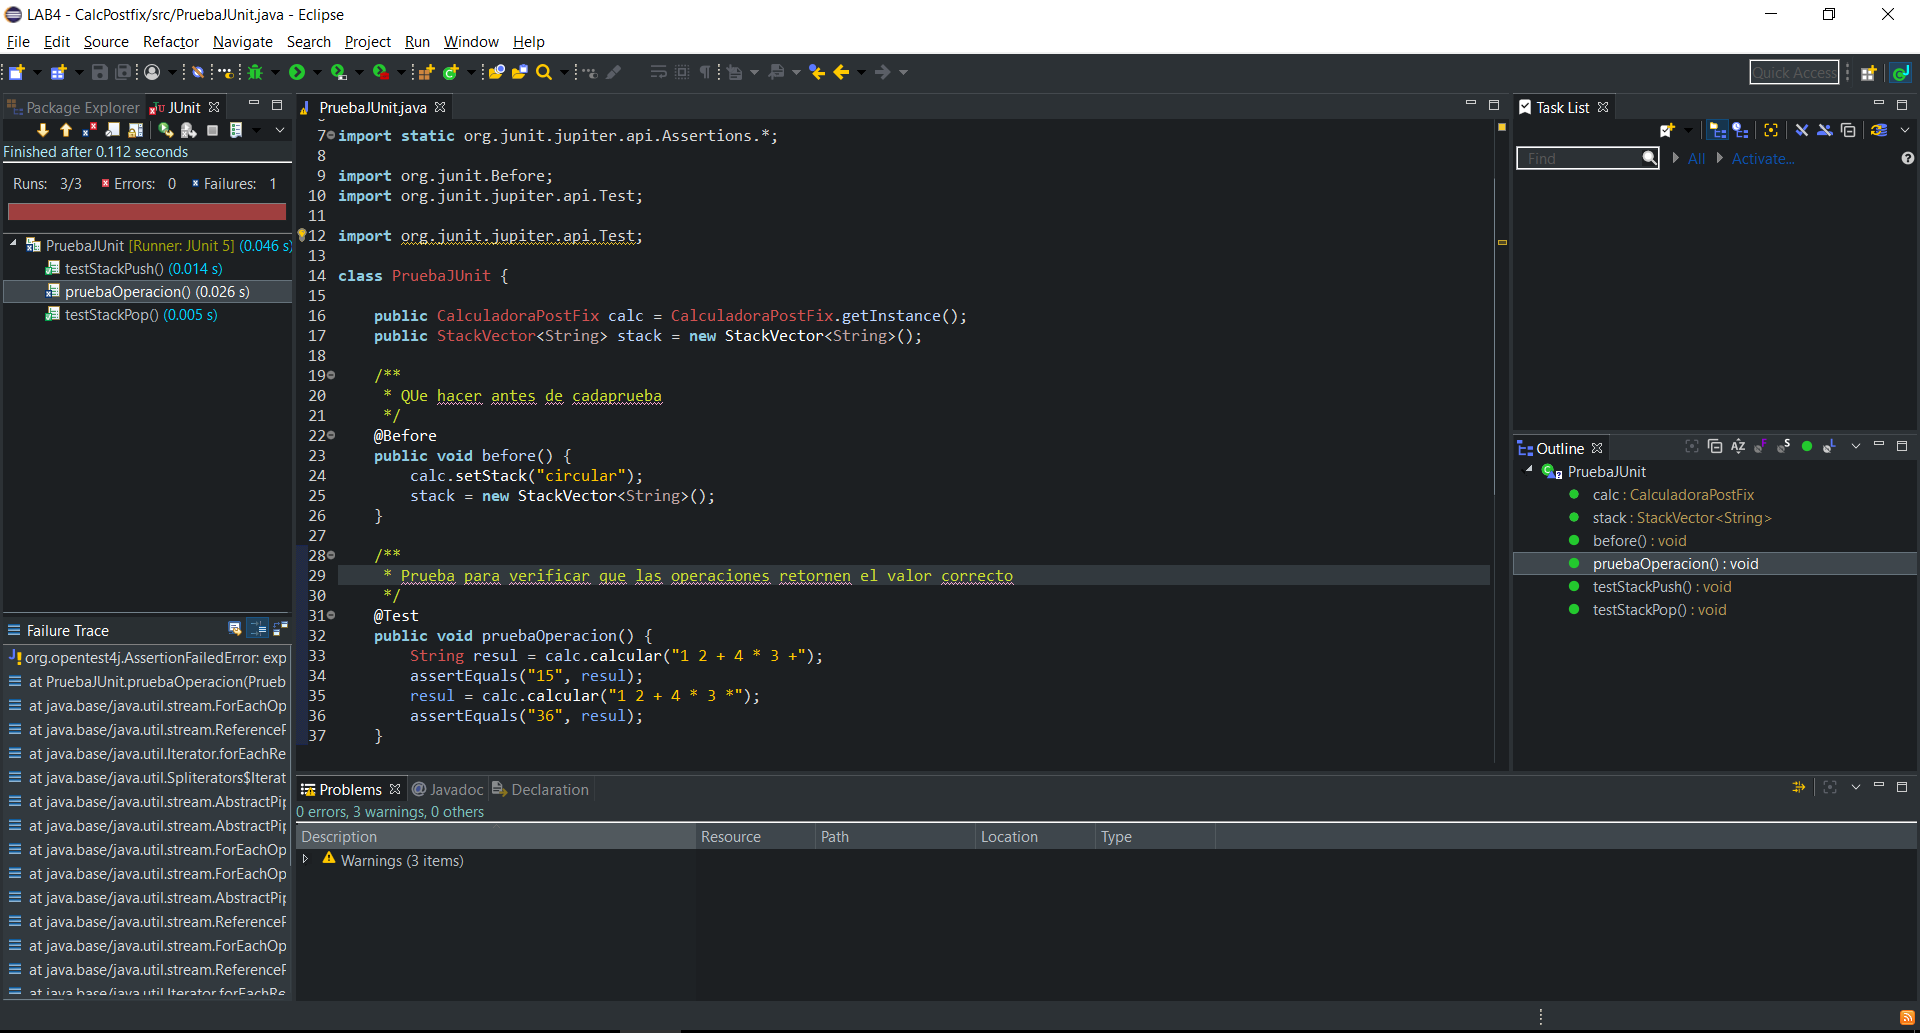 LAB4 - CalcPostfix/src/PruebaJUnit.java - Eclipse
File Edit Source Refactor Navigate Search Project Run Window Help
Quick Access
Package Explorer JUnit
Finished after 0.112 seconds
Runs: 3/3 Errors: 0 Failures: 1
PruebaJUnit [Runner: JUnit 5] (0.046 s)
testStackPush() (0.014 s)
pruebaOperacion() (0.026 s)
testStackPop() (0.005 s)
Failure Trace
org.opentest4j.AssertionFailedError: exp
at PruebaJUnit.pruebaOperacion(Prueb
at java.base/java.util.stream.ForEachOp
at java.base/java.util.stream.ReferenceP
at java.base/java.util.Iterator.forEachRe
at java.base/java.util.Spliterators$Iterat
at java.base/java.util.stream.AbstractPip
at java.base/java.util.stream.AbstractPip
at java.base/java.util.stream.ForEachOp
at java.base/java.util.stream.ForEachOp
at java.base/java.util.stream.AbstractPip
at java.base/java.util.stream.ReferenceP
at java.base/java.util.stream.ForEachOp
at java.base/java.util.stream.ReferenceP
at java.base/java.util.Iterator.forEachRe
PruebaJUnit.java
7 import static org.junit.jupiter.api.Assertions.*;
8
9 import org.junit.Before;
10 import org.junit.jupiter.api.Test;
11
12 import org.junit.jupiter.api.Test;
13
14 class PruebaJUnit {
15
16 public CalculadoraPostFix calc = CalculadoraPostFix.getInstance();
17 public StackVector<String> stack = new StackVector<String>();
18
19 /**
20 * QUe hacer antes de cadaprueba
21 */
22 @Before
23 public void before() {
24 calc.setStack("circular");
25 stack = new StackVector<String>();
26 }
27
28 /**
29 * Prueba para verificar que las operaciones retornen el valor correcto
30 */
31 @Test
32 public void pruebaOperacion() {
33 String resul = calc.calcular("1 2 + 4 * 3 +");
34 assertEquals("15", resul);
35 resul = calc.calcular("1 2 + 4 * 3 *");
36 assertEquals("36", resul);
37 }
Problems Javadoc Declaration
0 errors, 3 warnings, 0 others
Description Resource Path Location Type
Warnings (3 items)
Task List
Find All Activate...
Outline
PruebaJUnit
calc : CalculadoraPostFix
stack : StackVector<String>
before() : void
pruebaOperacion() : void
testStackPush() : void
testStackPop() : void